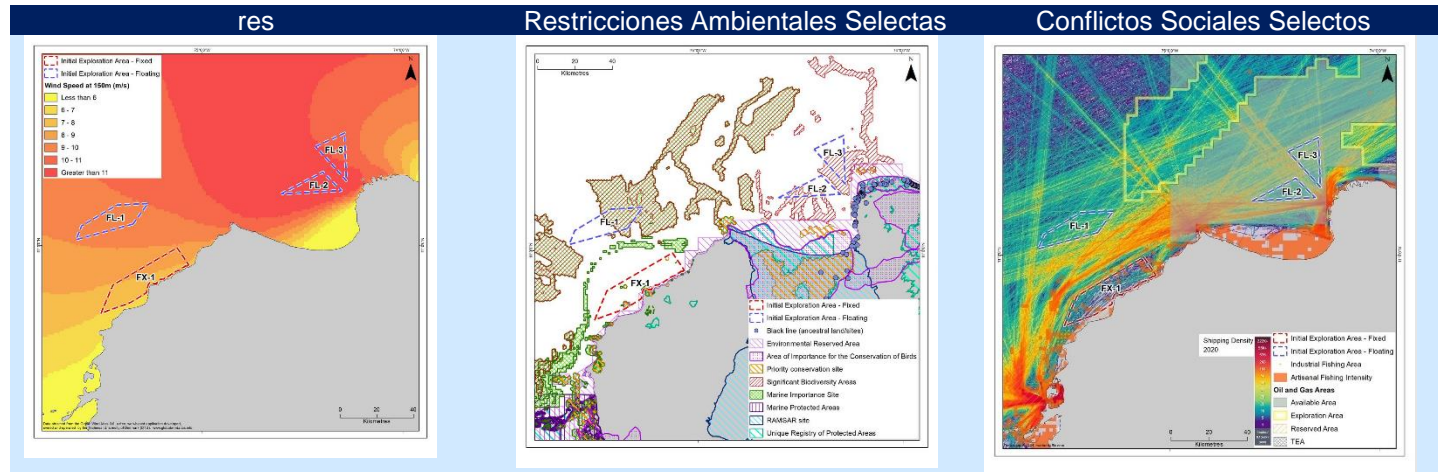 res
Restricciones Ambientales Selectas
Conflictos Sociales Selectos
N
Initial Exploration Area - Fixed
Initial Exploration Area - Floating
Wind Speed at 150m (m/s)
Less than 6
6 - 7
7 - 8
8 - 9
9 - 10
10 - 11
Greater than 11
FL-3
FL-2
FL-1
FX-1
0 20 40
Kilometres
0 20 40
Kilometres
N
FL-3
FL-2
FL-1
FX-1
Initial Exploration Area - Fixed
Initial Exploration Area - Floating
Black line (ancestral land/sites)
Environmental Reserved Area
Area of Importance for the Conservation of Birds
Priority conservation site
Significant Biodiversity Areas
Marine Importance Site
Marine Protected Areas
RAMSAR site
Unique Registry of Protected Areas
N
FL-3
FL-2
FL-1
FX-1
Shipping Density
2020
Initial Exploration Area - Fixed
Initial Exploration Area - Floating
Industrial Fishing Area
Artisanal Fishing Intensity
Oil and Gas Areas
Available Area
Exploration Area
Reserved Area
TEA
0 20 40
Kilometres